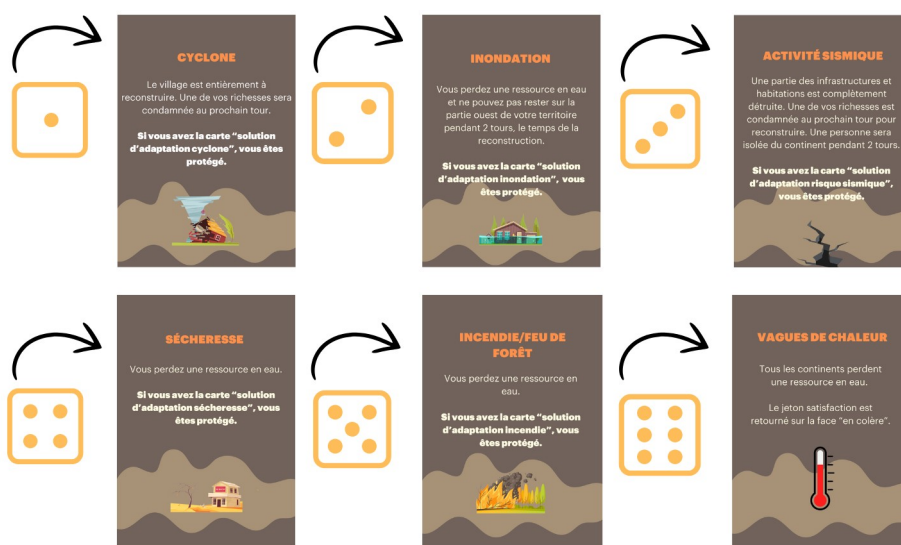 CYCLONE
Le village est entièrement à
reconstruire. Une de vos richesses sera
condamnée au prochain tour.
Si vous avez la carte "solution
d'adaptation cyclone", vous êtes
protégé.
INONDATION
Vous perdez une ressource en eau
et ne pouvez pas rester sur la
partie ouest de votre territoire
pendant 2 tours, le temps de la
reconstruction.
Si vous avez la carte "solution
d'adaptation inondation", vous
êtes protégé.
ACTIVITÉ SISMIQUE
Une partie des infrastructures et
habitations est complètement
détruite. Une de vos richesses est
condamnée au prochain tour pour
reconstruire. Une personne sera
isolée du continent pendant 2 tours.
Si vous avez la carte "solution
d'adaptation risque sismique",
vous êtes protégé.
SÉCHERESSE
Vous perdez une ressource en eau.
Si vous avez la carte "solution
d'adaptation sécheresse", vous
êtes protégé.
INCENDIE/FEU DE
FORÊT
Vous perdez une ressource en
eau.
Si vous avez la carte "solution
d'adaptation incendie", vous
êtes protégé.
VAGUES DE CHALEUR
Tous les continents perdent
une ressource en eau.
Le jeton satisfaction est
retourné sur la face "en colère".